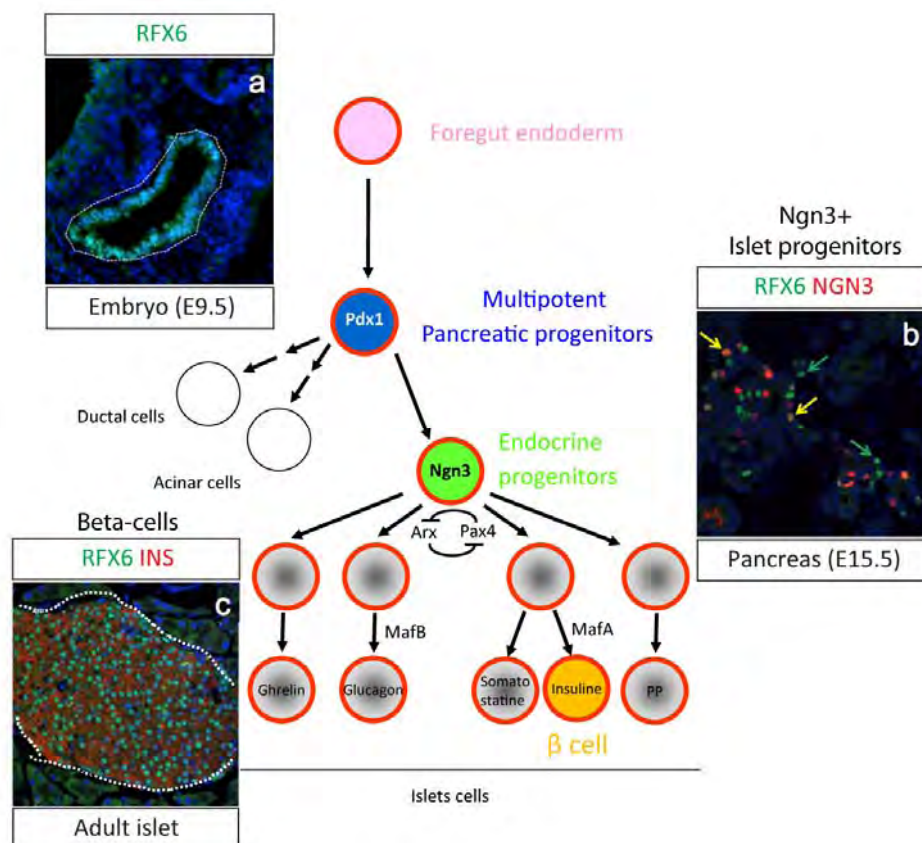 RFX6
a
Embryo (E9.5)
Foregut endoderm
Pdx1
Multipotent
Pancreatic progenitors
Ductal cells
Acinar cells
Ngn3+
Islet progenitors
RFX6 NGN3
b
Pancreas (E15.5)
Ngn3
Endocrine
progenitors
Arx
Pax4
Beta-cells
RFX6 INS
c
Adult islet
MafB
MafA
Ghrelin
Glucagon
Somato
statine
Insuline
PP
β cell
Islets cells